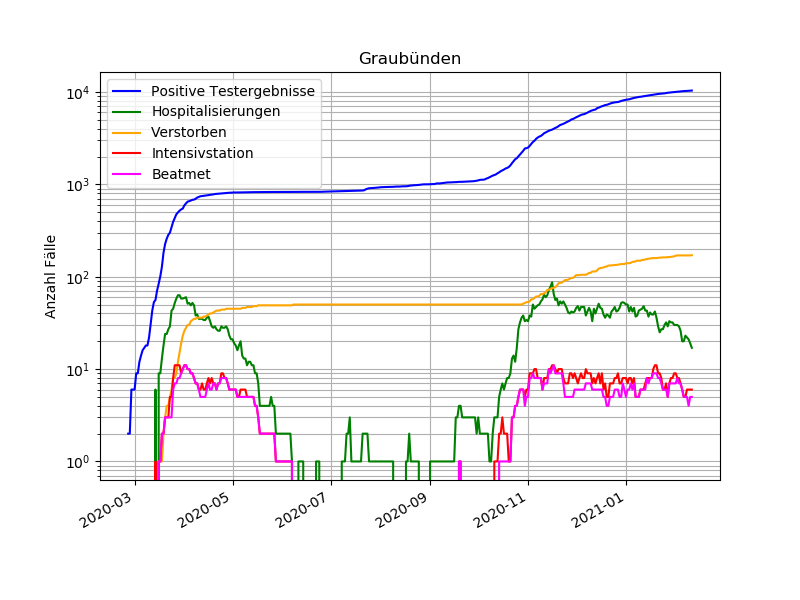 Graubünden
Positive Testergebnisse
Hospitalisierungen
Verstorben
Intensivstation
Beatmet
Anzahl Fälle
10⁴
10³
10²
10¹
10⁰
2020-03
2020-05
2020-07
2020-09
2020-11
2021-01